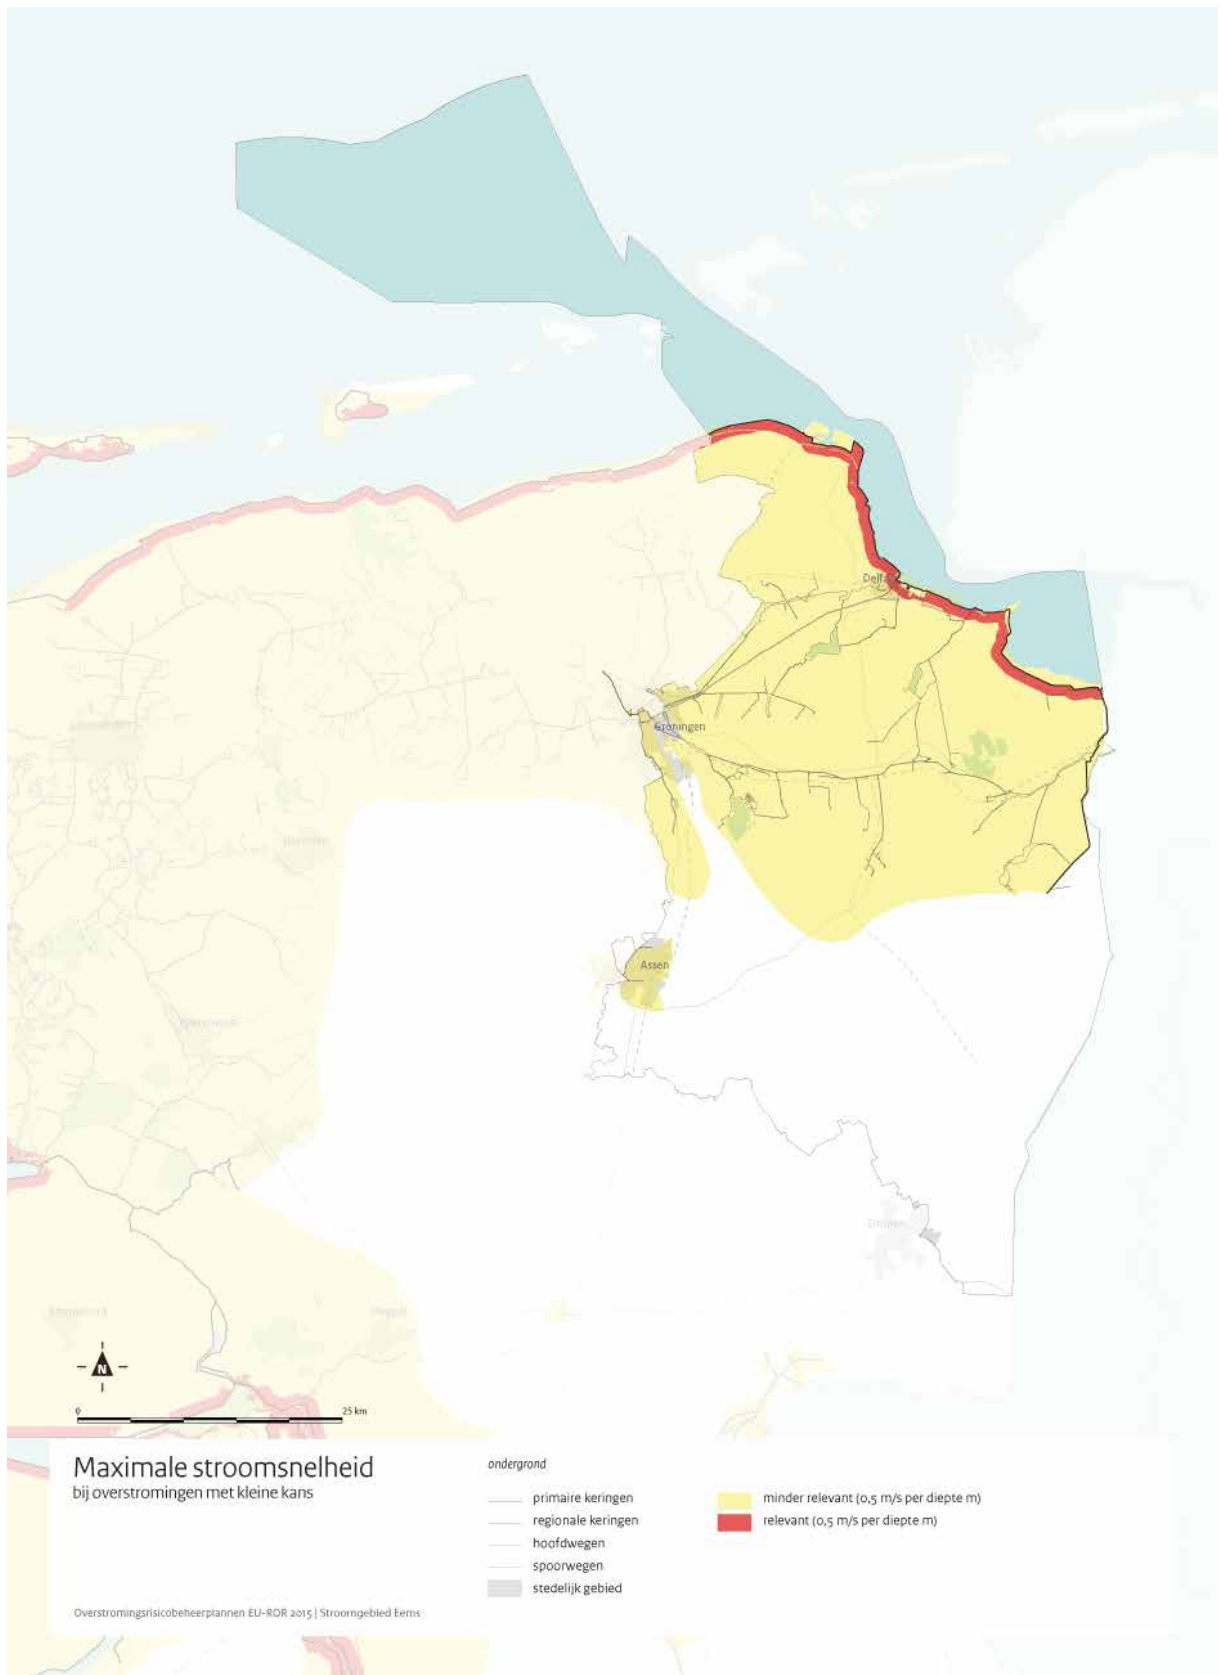 Delfzijl
Groningen
Assen
Emmen
Meppel
N
0
25 km
Maximale stroomsnelheid
bij overstromingen met kleine kans
ondergrond
primaire keringen
regionale keringen
hoofdwegen
spoorwegen
stedelijk gebied
minder relevant (0,5 m/s per diepte m)
relevant (0,5 m/s per diepte m)
Overstromingsrisicobeheerplannen EU-ROR 2015 | Stroomgebied Eems